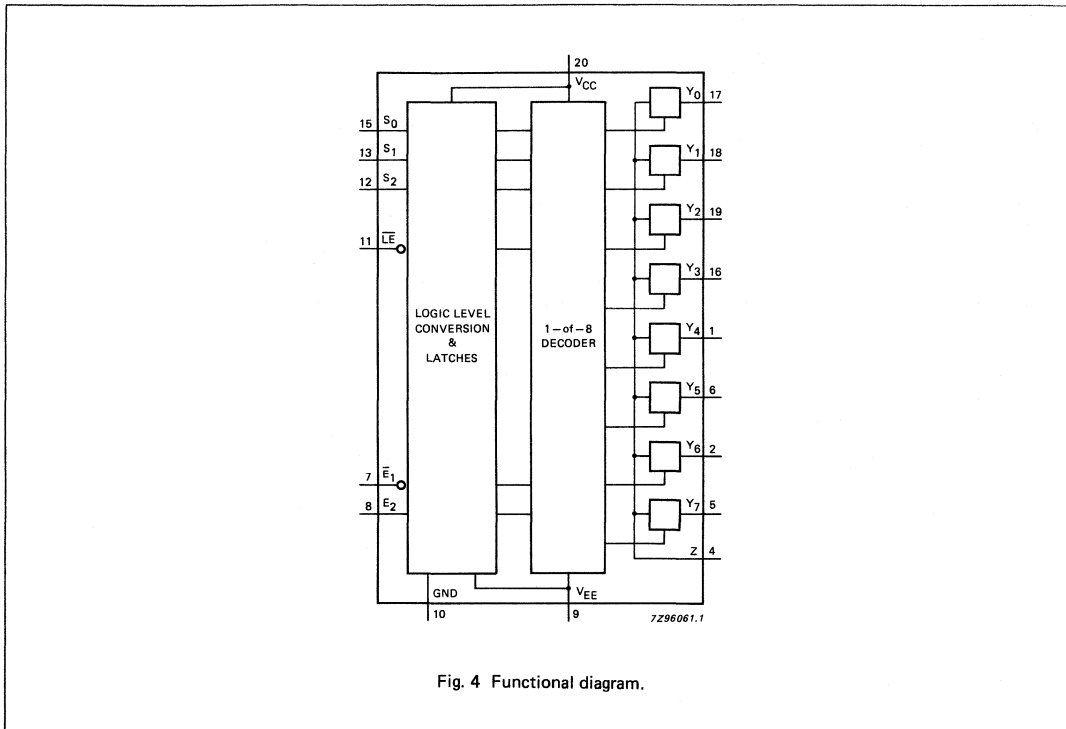 20
VCC
Y0 17
15 S0
13 S1
Y1 18
12 S2
Y2 19
11 LE
Y3 16
LOGIC LEVEL
CONVERSION
&
LATCHES
1-of-8
DECODER
Y4 1
Y5 6
Y6 2
7 E1
8 E2
Y7 5
Z 4
GND
VEE
10
9
7Z96061.1
Fig. 4 Functional diagram.